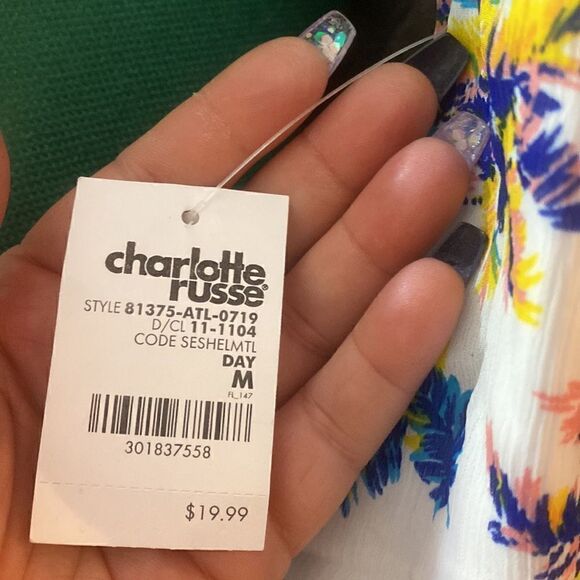 charlotte
russe®
STYLE 81375-ATL-0719
D/CL 11-1104
CODE SESHELMTL
DAY
M
FL_147
301837558
$19.99